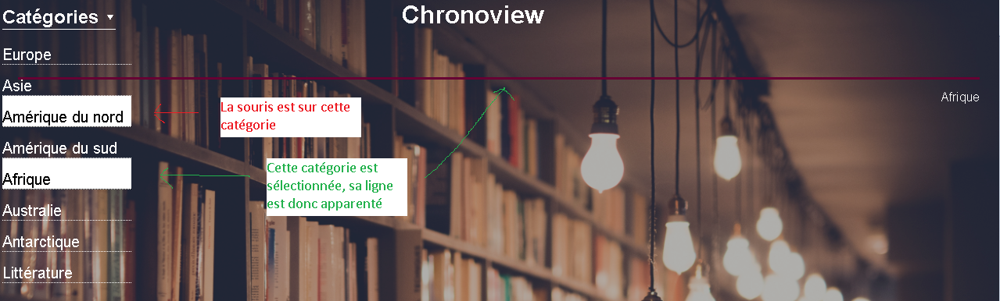 Chronoview
Catégories
Europe
Asie
Amérique du nord
Amérique du sud
Afrique
Australie
Antarctique
Littérature
La souris est sur cette
catégorie
Cette catégorie est
sélectionnée, sa ligne
est donc apparenté
Afrique